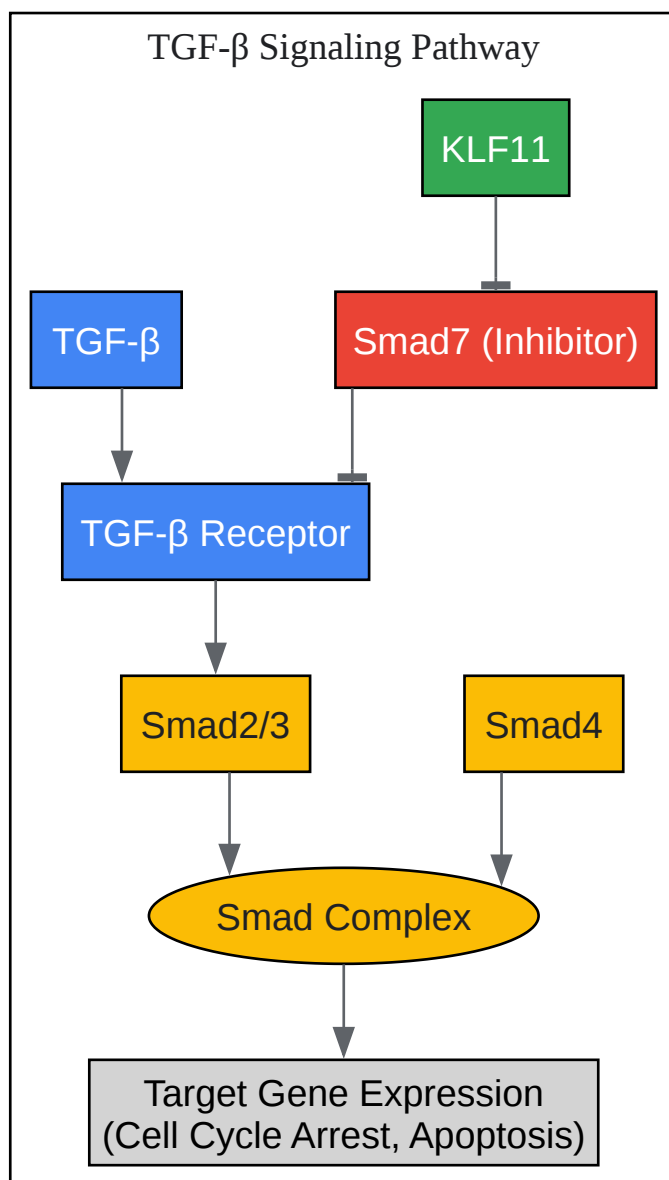 TGF-β Signaling Pathway
KLF11
TGF-β
Smad7 (Inhibitor)
TGF-β Receptor
Smad2/3
Smad4
Smad Complex
Target Gene Expression
(Cell Cycle Arrest, Apoptosis)